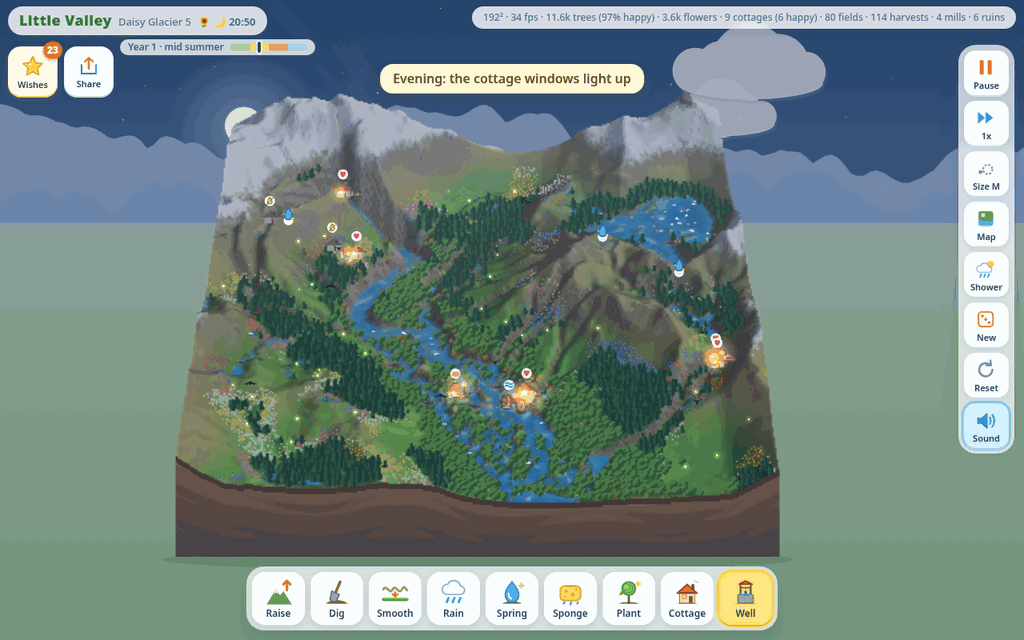 Little Valley Daisy Glacier 5 20:50
192² · 34 fps · 11.6k trees (97% happy) · 3.6k flowers · 9 cottages (6 happy) · 80 fields · 114 harvests · 4 mills · 6 ruins
Year 1 · mid summer
23
Wishes
Share
Evening: the cottage windows light up
Pause
1x
Size M
Map
Shower
New
Reset
Sound
Raise
Dig
Smooth
Rain
Spring
Sponge
Plant
Cottage
Well